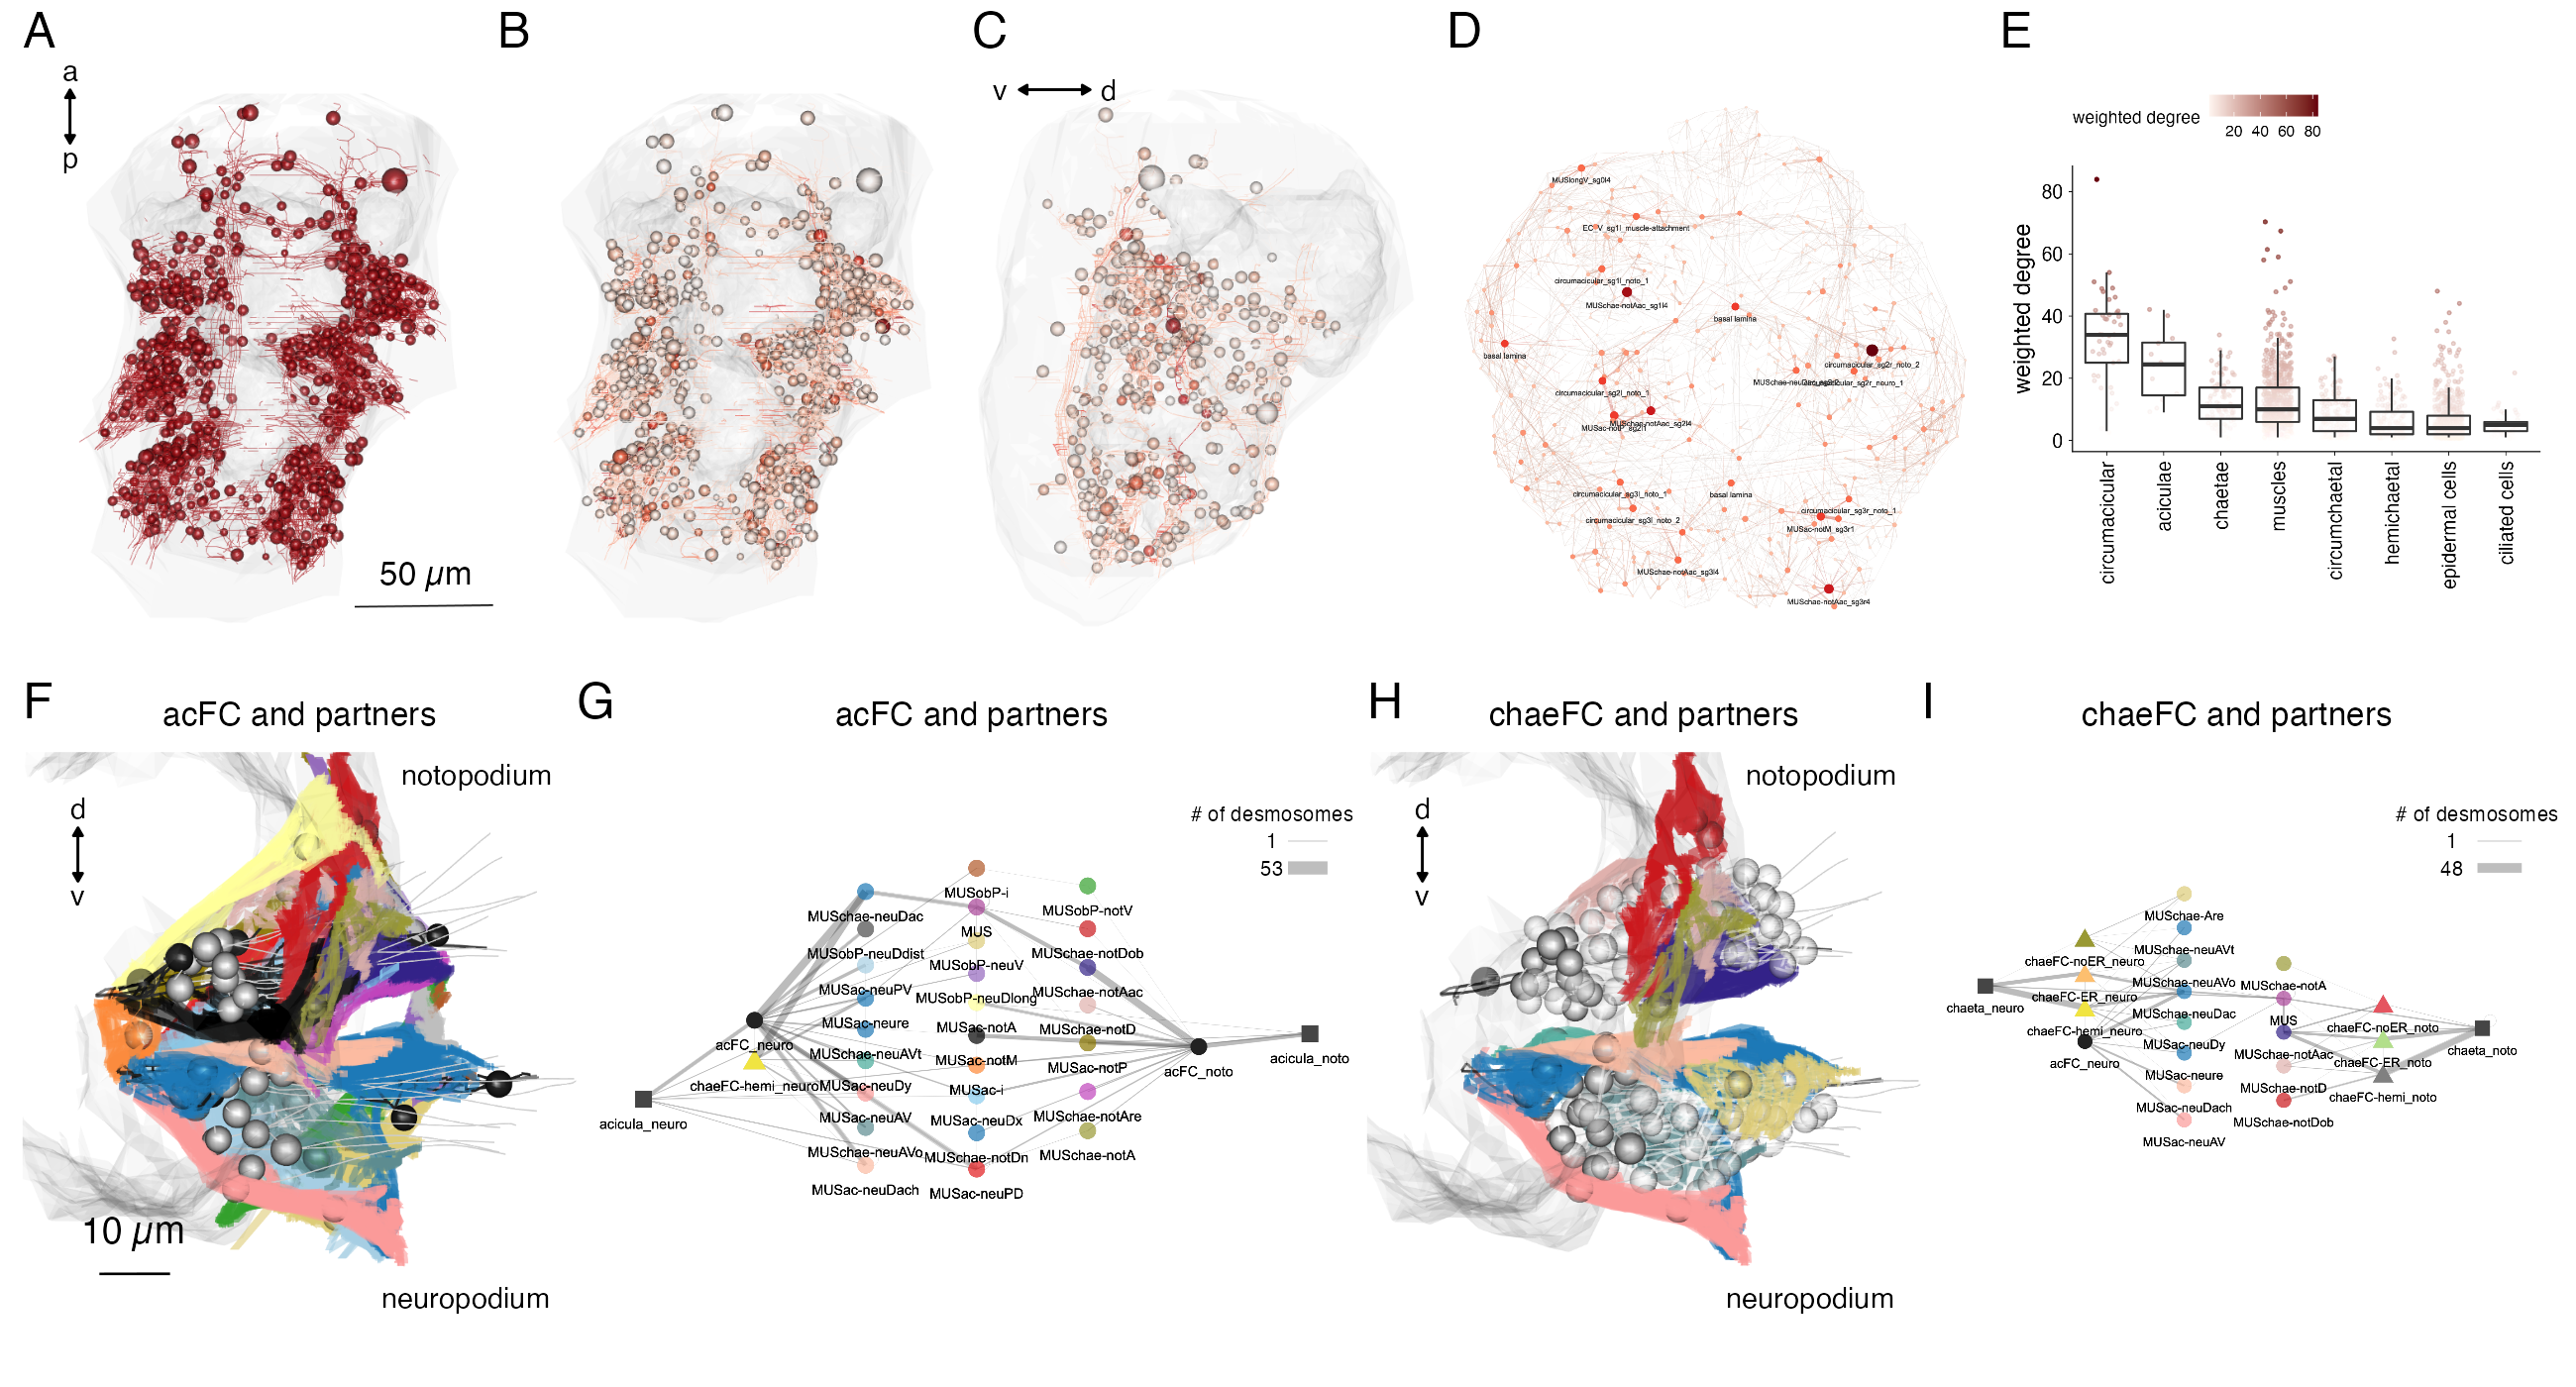 A
B
C
D
E
a
p
v
d
50 µm
MUSlongV_sg0l4
EC_V_sg1l_muscle-attachment
circumacicular_sg1l_noto_1
MUSchae-notAac_sg1l4
basal lamina
basal lamina
circumacicular_sg2r_noto_2
circumacicular_sg2r_neuro_1
circumacicular_sg2l_noto_1
MUSchae-notAac_sg2l4
MUSac-notP_sg2l1
circumacicular_sg3l_noto_1
basal lamina
circumacicular_sg3r_noto_1
circumacicular_sg3l_noto_2
MUSac-notM_sg3r1
MUSchae-notAac_sg3l4
MUSchae-notAac_sg3r4
weighted degree
20 40 60 80
weighted degree
80
60
40
20
0
circumacicular
aciculae
chaetae
muscles
circumchaetal
hemichaetal
epidermal cells
ciliated cells
F
acFC and partners
notopodium
d
v
10 µm
neuropodium
G
acFC and partners
# of desmosomes
1
53
MUSobP-i
MUSchae-neuDac
MUSobP-notV
MUS
MUSobP-neuDdist
MUSchae-notDob
MUSobP-neuV
MUSac-neuPV
MUSobP-neuDlong
MUSchae-notAac
MUSac-neure
MUSac-notA
MUSchae-notD
acFC_neuro
MUSchae-neuAVt
MUSac-notM
MUSac-notP
acFC_noto
acicula_noto
chaeFC-hemi_neuro
MUSac-neuDy
MUSac-i
acicula_neuro
MUSac-neuAV
MUSac-neuDx
MUSchae-notAre
MUSchae-neuAVo
MUSchae-notDn
MUSchae-notA
MUSac-neuDach
MUSac-neuPD
H
chaeFC and partners
notopodium
d
v
neuropodium
I
chaeFC and partners
# of desmosomes
1
48
MUSchae-Are
MUSchae-neuAVt
chaeFC-noER_neuro
MUSchae-neuAVo
MUSchae-notA
chaeFC-ER_neuro
chaeta_neuro
MUSchae-neuDac
MUS
chaeFC-noER_noto
chaeFC-hemi_neuro
MUSac-neuDy
MUSchae-notAac
chaeta_noto
acFC_neuro
chaeFC-ER_noto
MUSac-neure
MUSchae-notD
chaeFC-hemi_noto
MUSac-neuDach
MUSchae-notDob
MUSac-neuAV